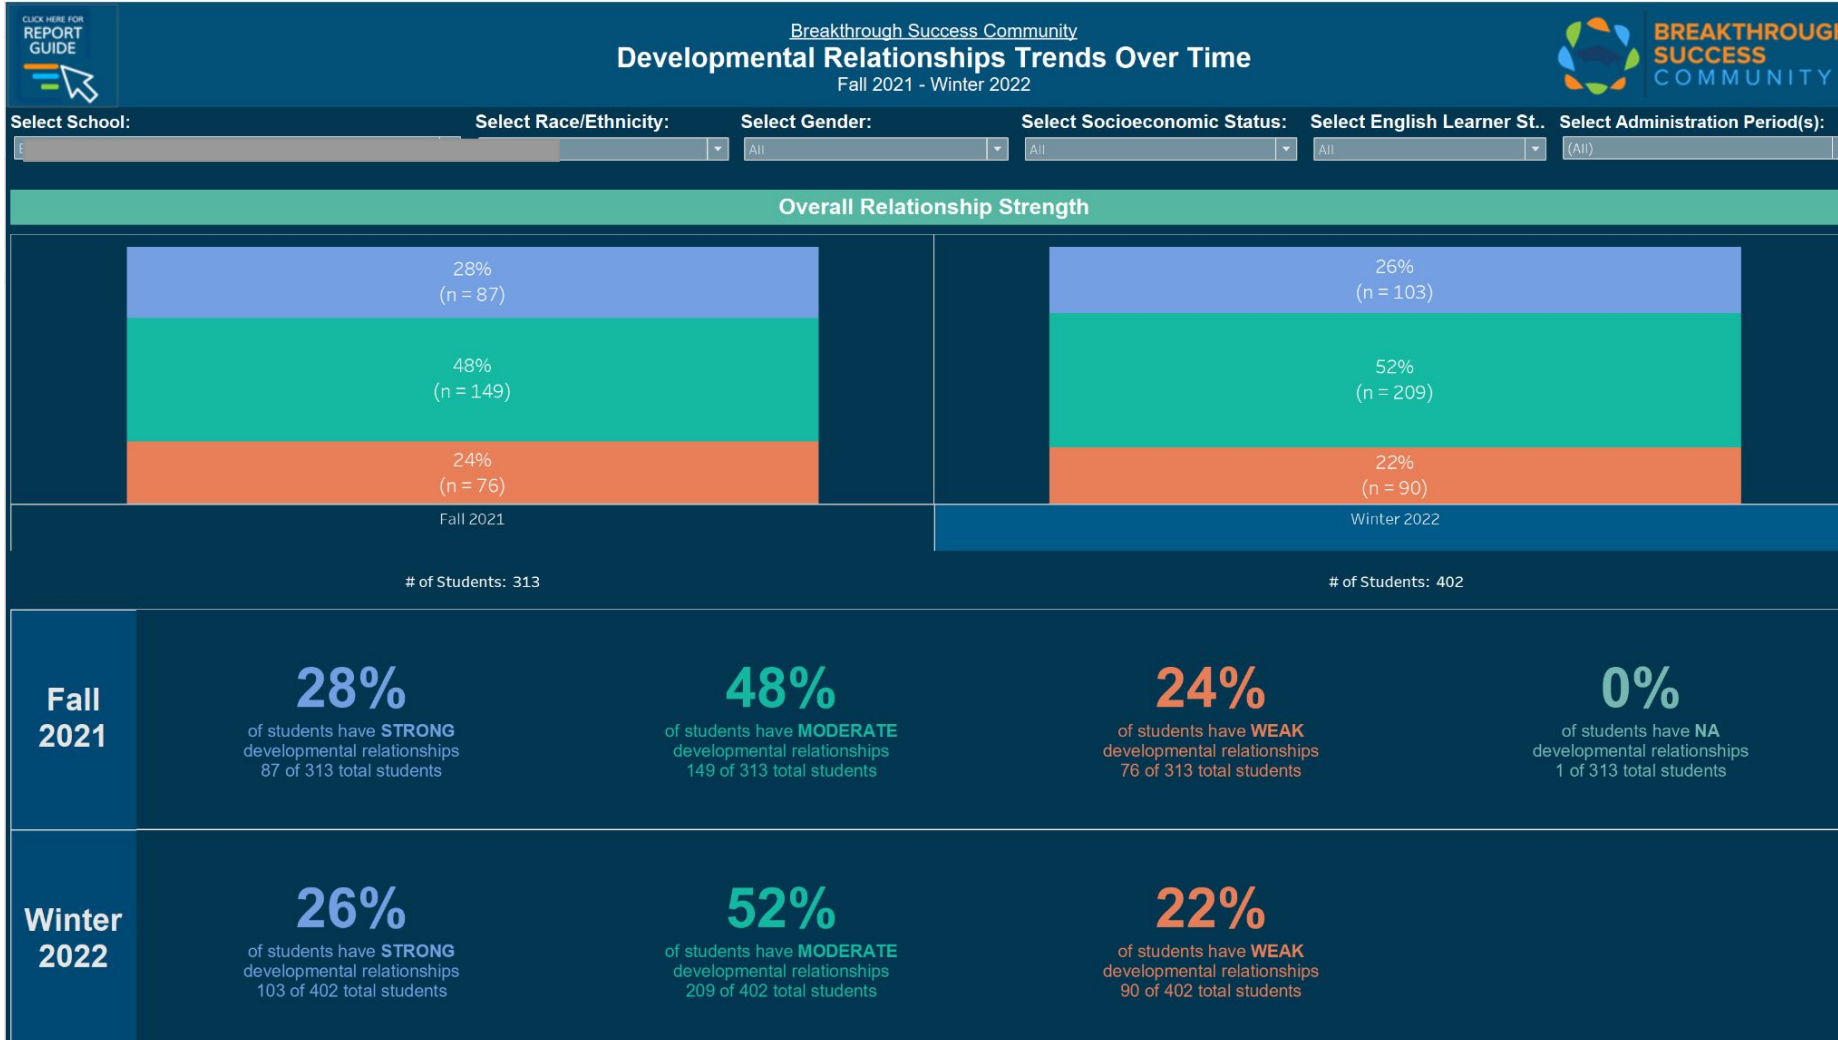 CLICK HERE FOR
REPORT
GUIDE
Breakthrough Success Community
Developmental Relationships Trends Over Time
Fall 2021 - Winter 2022
BREAKTHROUGH
SUCCESS
COMMUNITY
Select School:
Select Race/Ethnicity:
Select Gender:
Select Socioeconomic Status:
Select English Learner St..
Select Administration Period(s):
All
All
All
(All)
Overall Relationship Strength
28%
(n = 87)
26%
(n = 103)
48%
(n = 149)
52%
(n = 209)
24%
(n = 76)
22%
(n = 90)
Fall 2021
Winter 2022
# of Students: 313
# of Students: 402
Fall
2021
28%
of students have STRONG
developmental relationships
87 of 313 total students
48%
of students have MODERATE
developmental relationships
149 of 313 total students
24%
of students have WEAK
developmental relationships
76 of 313 total students
0%
of students have NA
developmental relationships
1 of 313 total students
Winter
2022
26%
of students have STRONG
developmental relationships
103 of 402 total students
52%
of students have MODERATE
developmental relationships
209 of 402 total students
22%
of students have WEAK
developmental relationships
90 of 402 total students